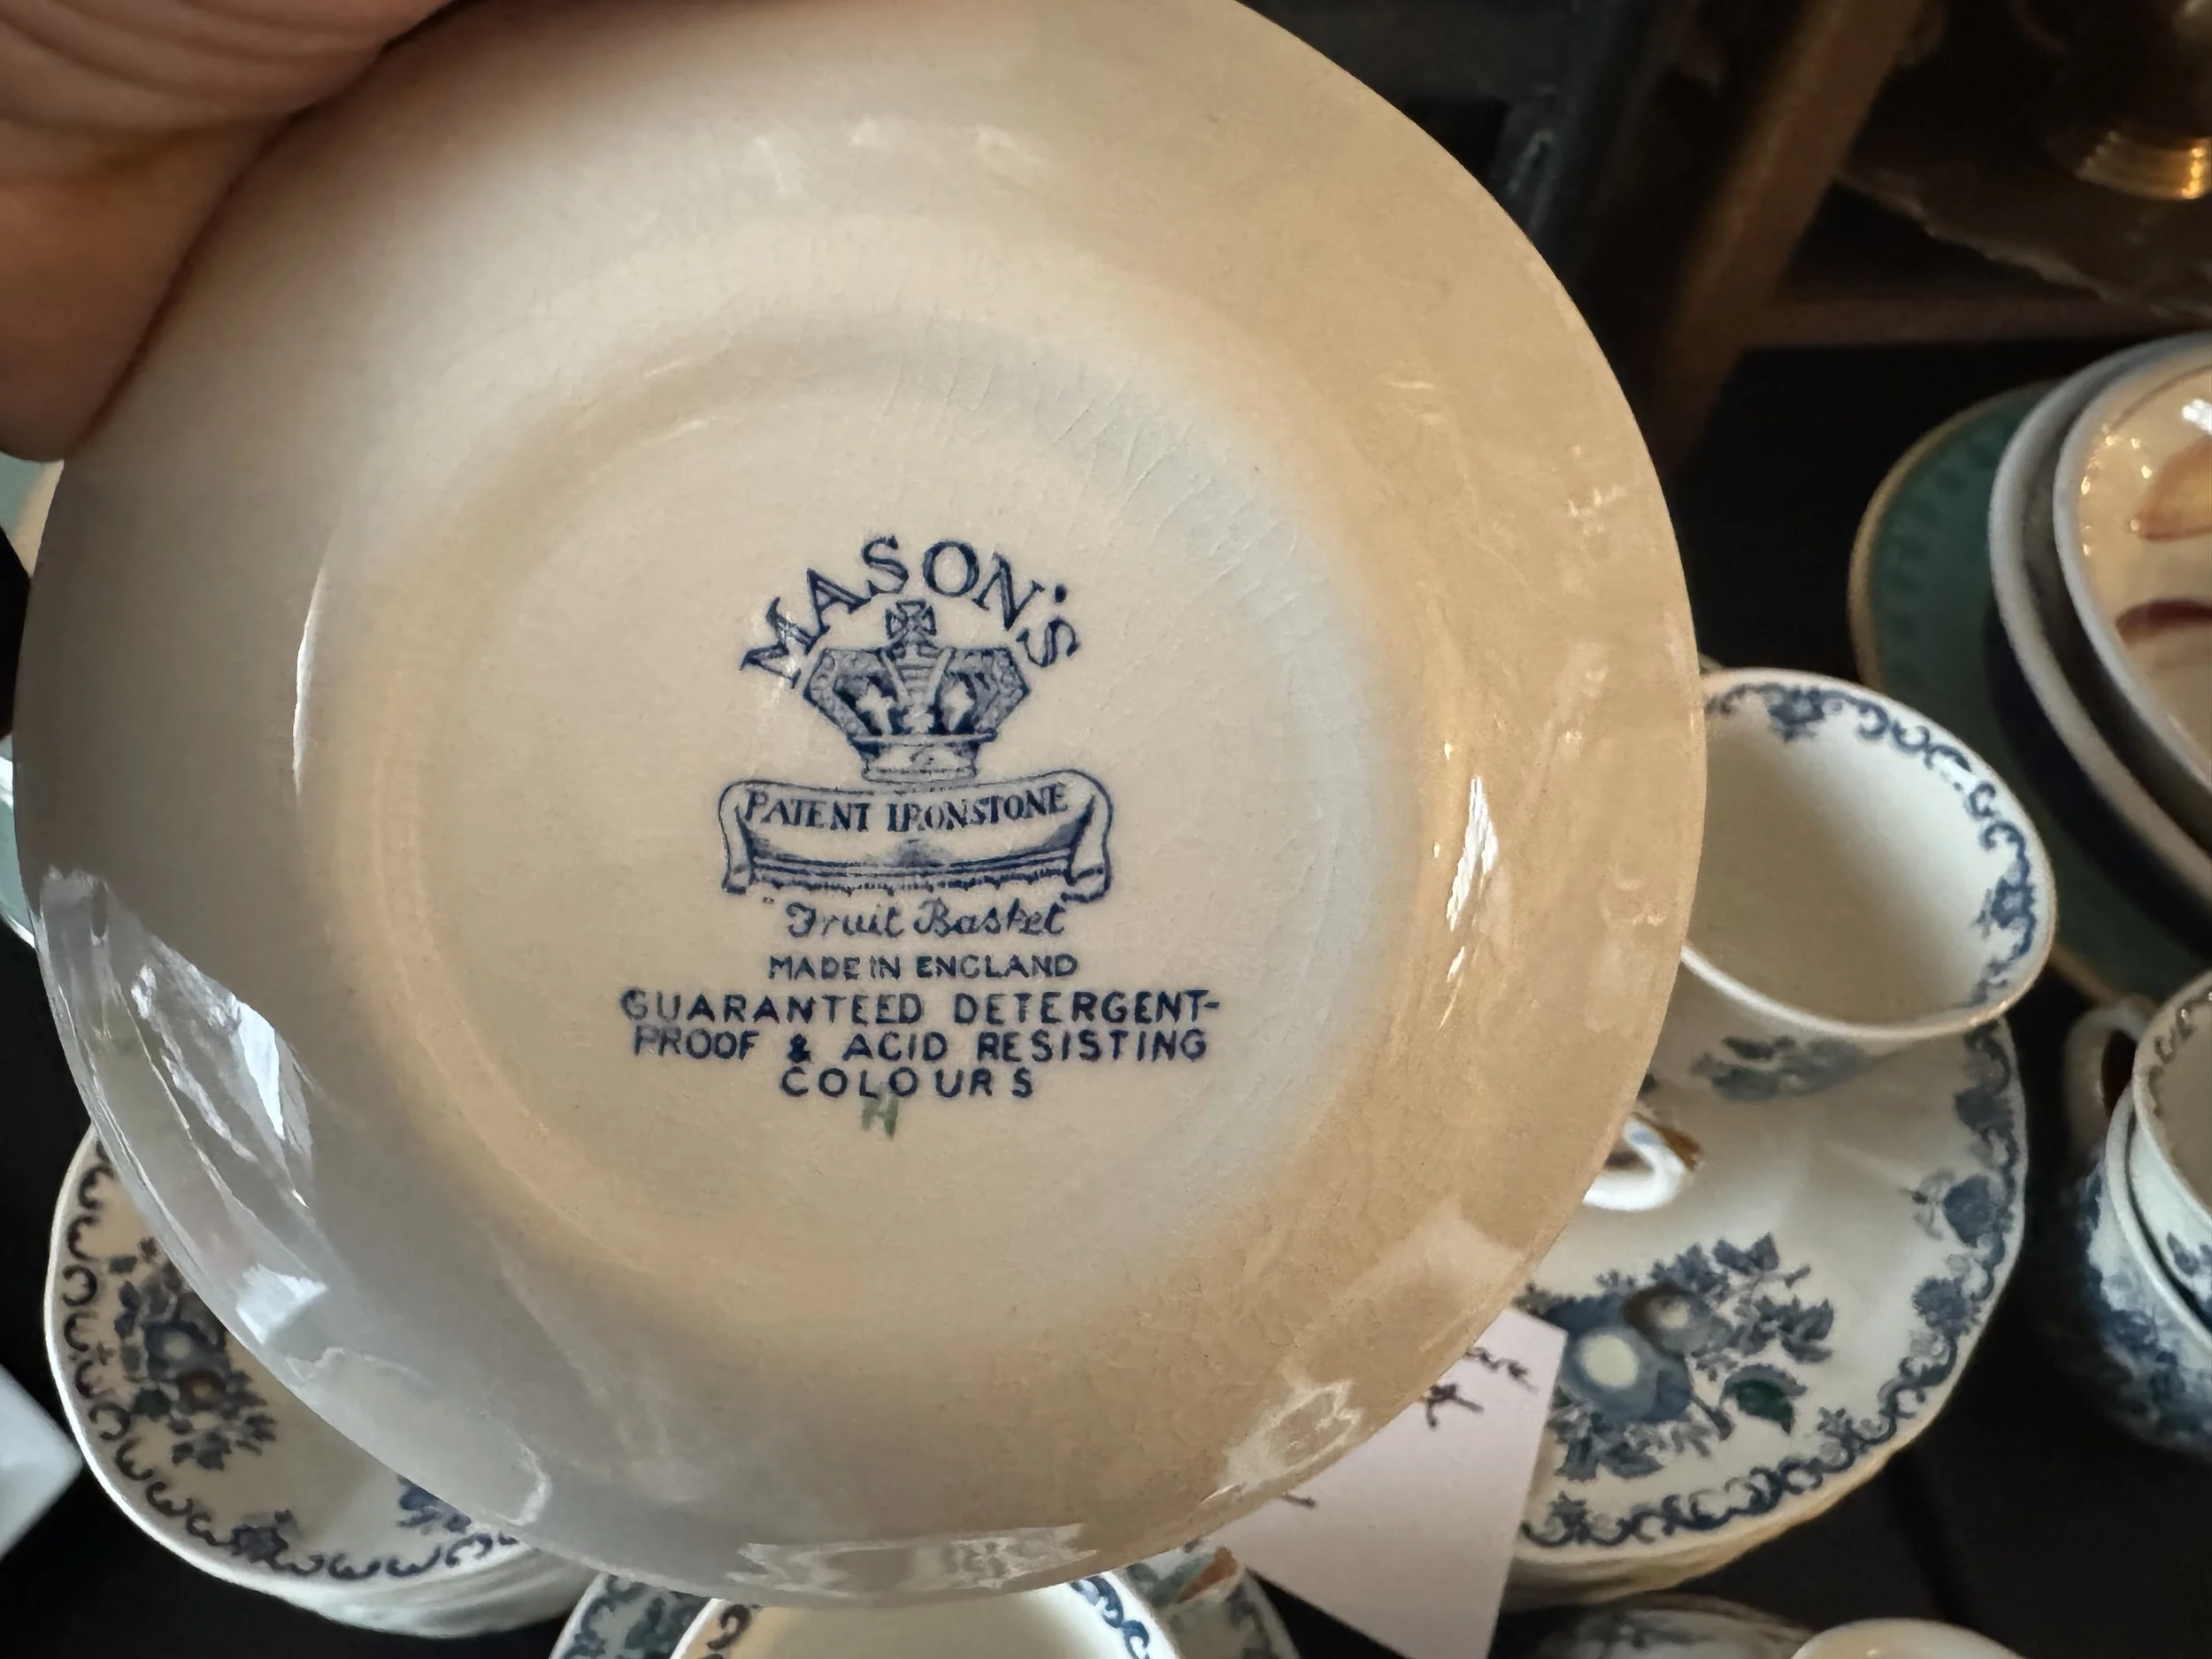 MASON'S
PATENT IRONSTONE
"Fruit Basket"
MADE IN ENGLAND
GUARANTEED DETERGENT-
PROOF & ACID RESISTING
COLOURS
H